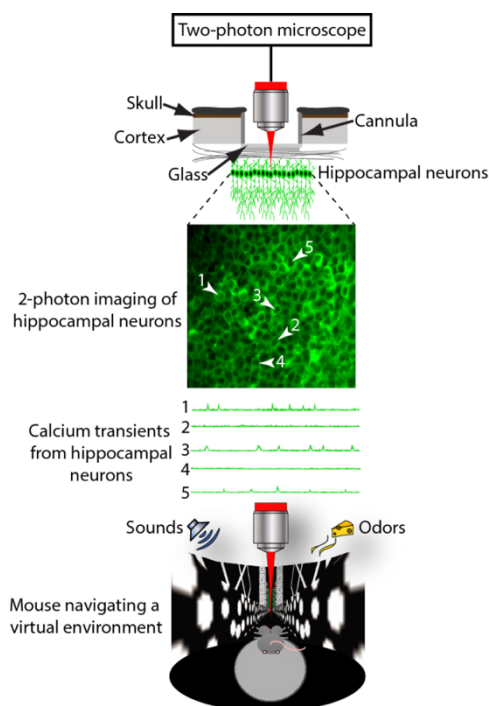 Two-photon microscope
Skull
Cortex
Cannula
Glass
Hippocampal neurons
5
1
3
2
4
2-photon imaging of
hippocampal neurons
1
2
3
4
5
Calcium transients
from hippocampal
neurons
Sounds
Odors
Mouse navigating a
virtual environment